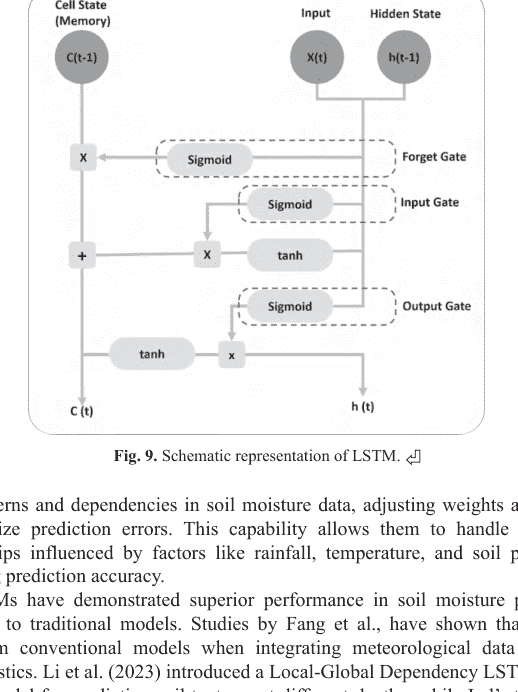 Cell State
(Memory)
Input
Hidden State
C(t-1)
X(t)
h(t-1)
X
Sigmoid
Forget Gate
Sigmoid
Input Gate
+
X
tanh
Sigmoid
Output Gate
tanh
x
C (t)
h (t)
Fig. 9. Schematic representation of LSTM.
erns and dependencies in soil moisture data, adjusting weights a
ize prediction errors. This capability allows them to handle
ips influenced by factors like rainfall, temperature, and soil p
prediction accuracy.
Ms have demonstrated superior performance in soil moisture p
to traditional models. Studies by Fang et al., have shown tha
m conventional models when integrating meteorological data
stics. Li et al. (2023) introduced a Local-Global Dependency LST